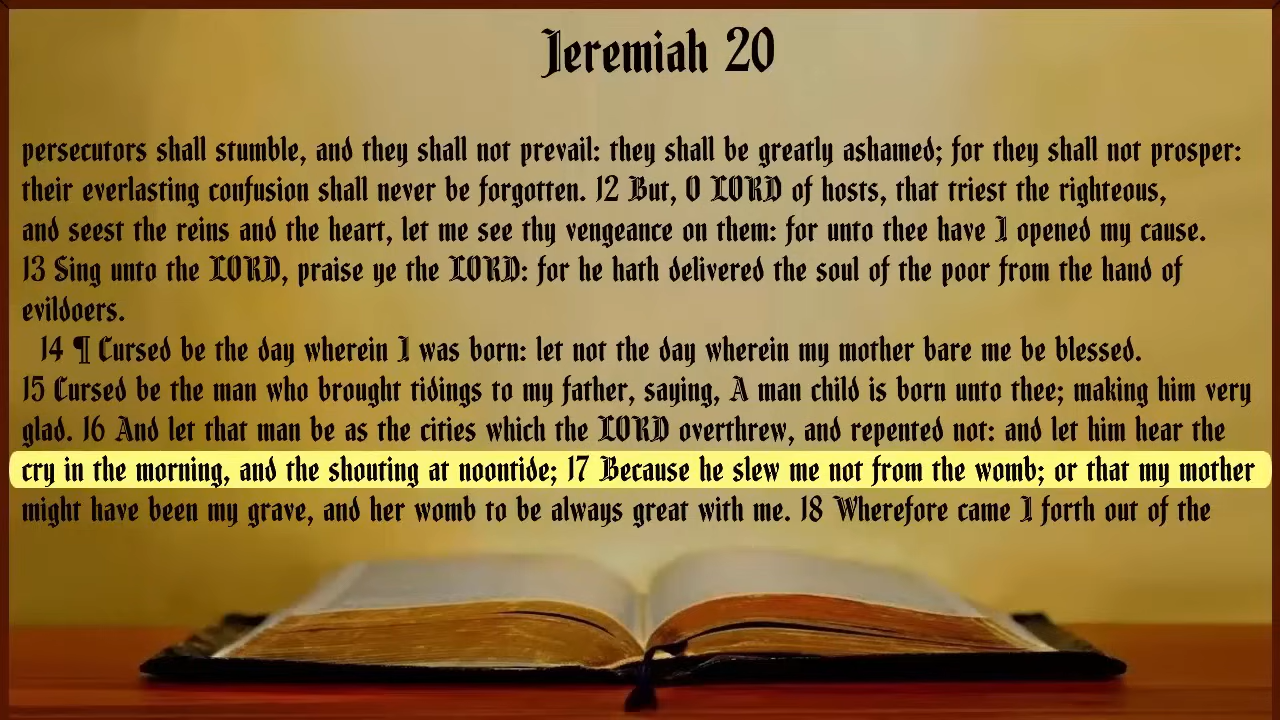 Jeremiah 20
persecutors shall stumble, and they shall not prevail: they shall be greatly ashamed; for they shall not prosper:
their everlasting confusion shall never be forgotten. 12 But, O LORD of hosts, that triest the righteous,
and seest the reins and the heart, let me see thy vengeance on them: for unto thee have I opened my cause.
13 Sing unto the LORD, praise ye the LORD: for he hath delivered the soul of the poor from the hand of
evildoers.
14 ¶ Cursed be the day wherein I was born: let not the day wherein my mother bare me be blessed.
15 Cursed be the man who brought tidings to my father, saying, A man child is born unto thee; making him very
glad. 16 And let that man be as the cities which the LORD overthrew, and repented not: and let him hear the
cry in the morning, and the shouting at noontide; 17 Because he slew me not from the womb; or that my mother
might have been my grave, and her womb to be always great with me. 18 Wherefore came I forth out of the